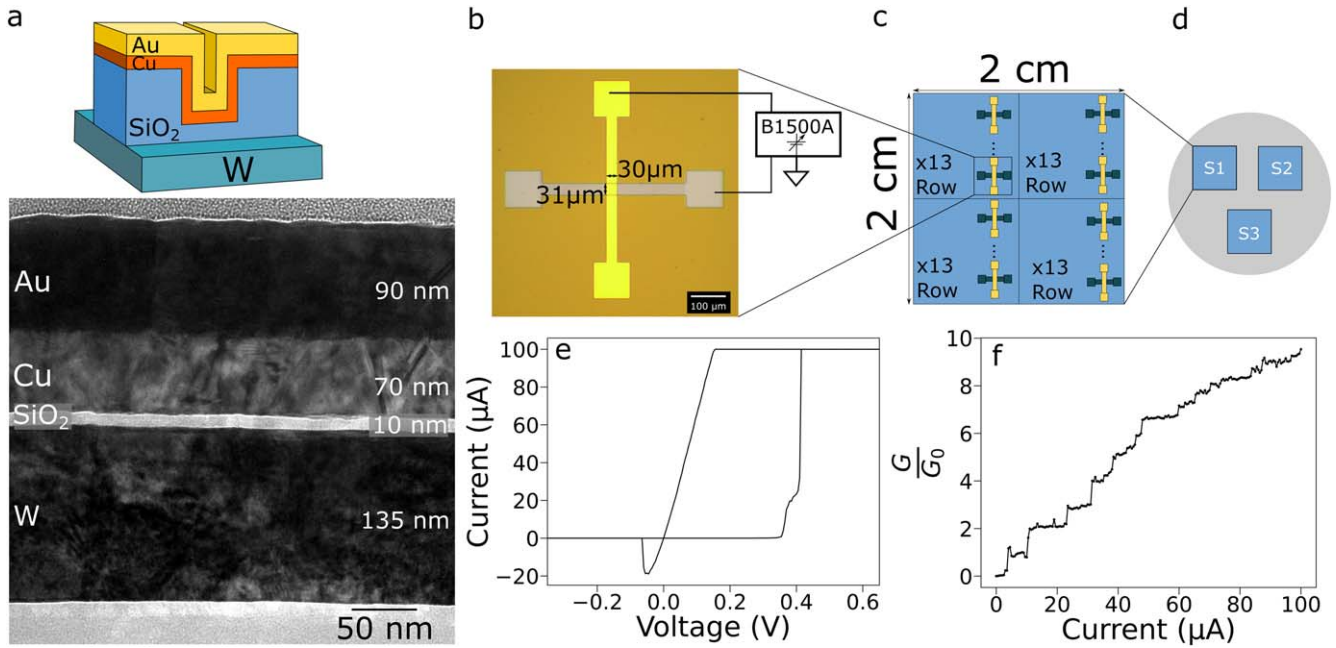 a
Au
Cu
SiO₂
W
Au
90 nm
Cu
70 nm
SiO₂
10 nm
W
135 nm
50 nm
b
B1500A
30μm
31μm
100 μm
c
2 cm
2 cm
x13
Row
x13
Row
x13
Row
x13
Row
d
S1
S2
S3
e
Current (μA)
100
80
60
40
20
0
−20
−0.2
0.0
0.2
0.4
0.6
Voltage (V)
f
G
G₀
10
8
6
4
2
0
0
20
40
60
80
100
Current (μA)